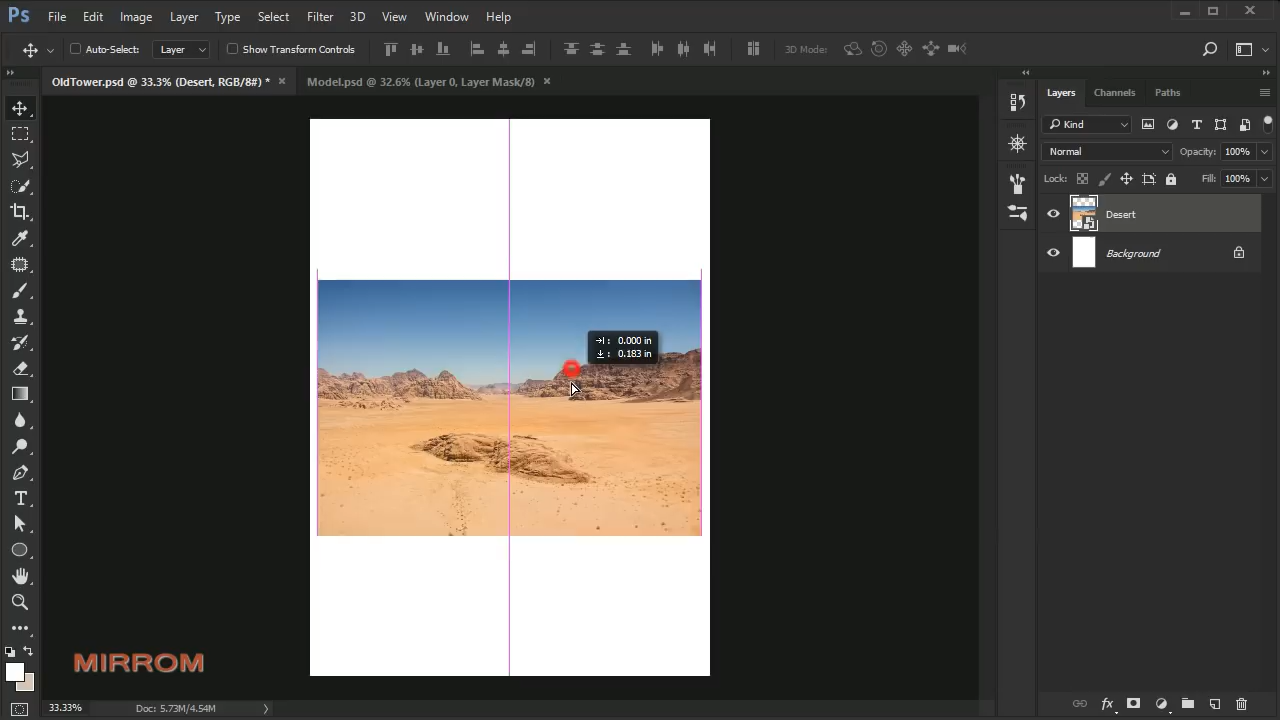 Ps File Edit Image Layer Type Select Filter 3D View Window Help
Auto-Select: Layer Show Transform Controls 3D Mode:
OldTower.psd @ 33.3% (Desert, RGB/8#) * × Model.psd @ 32.6% (Layer 0, Layer Mask/8) ×
Layers Channels Paths
Kind
Normal Opacity: 100%
Lock: Fill: 100%
Desert
Background
0.000 in
0.183 in
MIRROM
33.33% Doc: 5.73M/4.54M